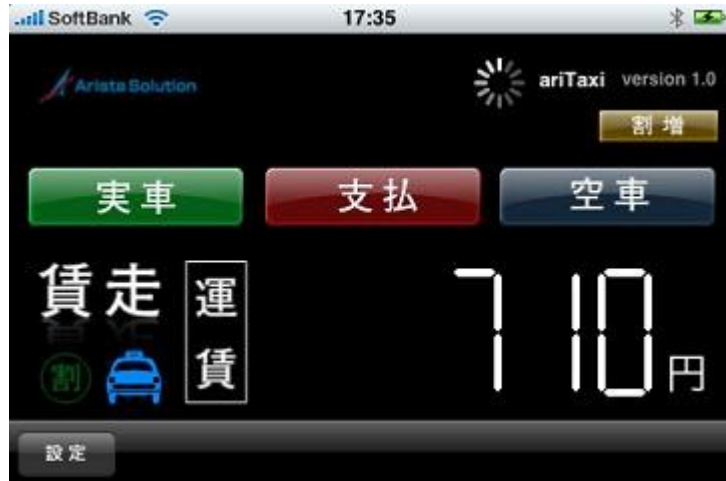 SoftBank 17:35
Arista Solution
ariTaxi version 1.0
割増
実車 支払 空車
賃走 運賃 710円
割
設定